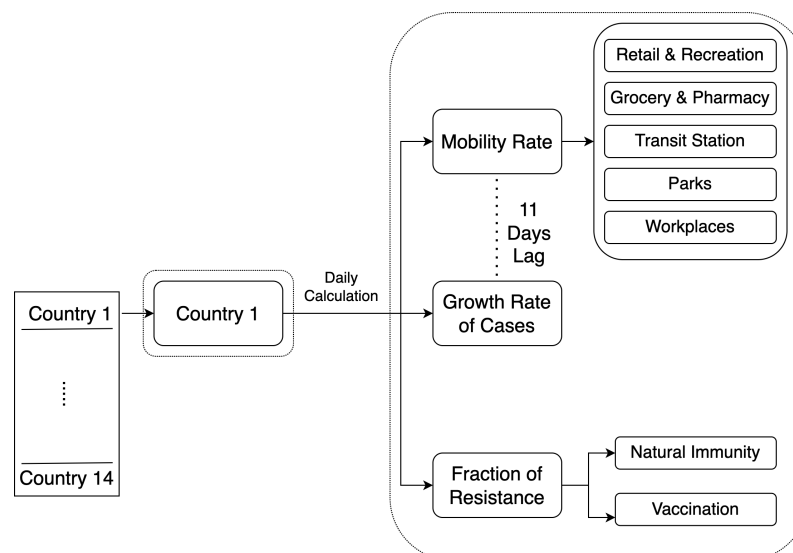 Country 1
Country 14
Country 1
Daily
Calculation
Mobility Rate
11
Days
Lag
Growth Rate
of Cases
Fraction of
Resistance
Retail & Recreation
Grocery & Pharmacy
Transit Station
Parks
Workplaces
Natural Immunity
Vaccination